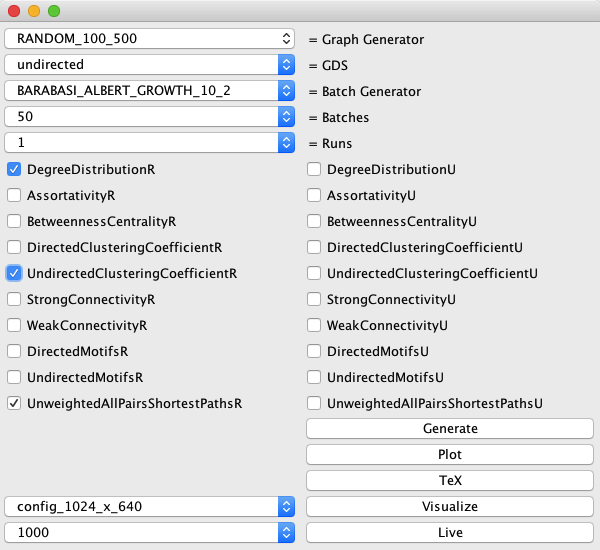 RANDOM_100_500 = Graph Generator
undirected = GDS
BARABASI_ALBERT_GROWTH_10_2 = Batch Generator
50 = Batches
1 = Runs
DegreeDistributionR DegreeDistributionU
AssortativityR AssortativityU
BetweennessCentralityR BetweennessCentralityU
DirectedClusteringCoefficientR DirectedClusteringCoefficientU
UndirectedClusteringCoefficientR UndirectedClusteringCoefficientU
StrongConnectivityR StrongConnectivityU
WeakConnectivityR WeakConnectivityU
DirectedMotifsR DirectedMotifsU
UndirectedMotifsR UndirectedMotifsU
UnweightedAllPairsShortestPathsR UnweightedAllPairsShortestPathsU
Generate
Plot
TeX
config_1024_x_640 Visualize
1000 Live